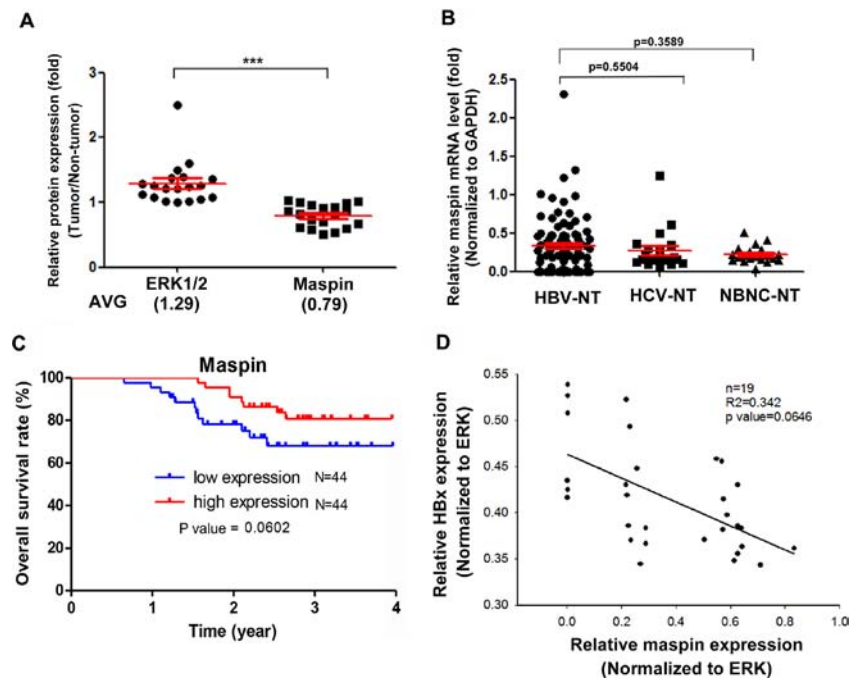 A
Relative protein expression (fold)
(Tumor/Non-tumor)
3
2
1
0
***
ERK1/2
Maspin
AVG
(1.29)
(0.79)
B
Relative maspin mRNA level (fold)
(Normalized to GAPDH)
2.5
2.0
1.5
1.0
0.5
0.0
p=0.3589
p=0.5504
HBV-NT
HCV-NT
NBNC-NT
C
Maspin
Overall survival rate (%)
100
80
60
40
20
0
low expression N=44
high expression N=44
P value = 0.0602
0
1
2
3
4
Time (year)
D
Relative HBx expression
(Normalized to ERK)
0.55
0.50
0.45
0.40
0.35
0.30
n=19
R2=0.342
p value=0.0646
0.0
0.2
0.4
0.6
0.8
1.0
Relative maspin expression
(Normalized to ERK)